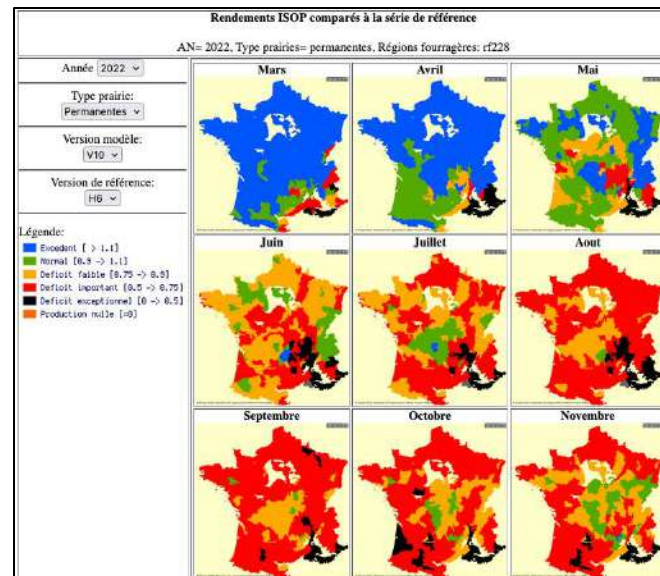 Rendements ISOP comparés à la série de référence
AN= 2022, Type prairies= permanentes, Régions fourragères: rf228
Année 2022
Type prairie:
Permanentes
Version modèle:
V10
Version de référence:
H6
Légende:
Excedent [ > 1.1]
Normal [0.9 -> 1.1]
Deficit faible [0.75 -> 0.9]
Deficit important [0.5 -> 0.75]
Deficit exceptionnel [0 -> 0.5]
Production nulle [=0]
Mars
Avril
Mai
Juin
Juillet
Aout
Septembre
Octobre
Novembre